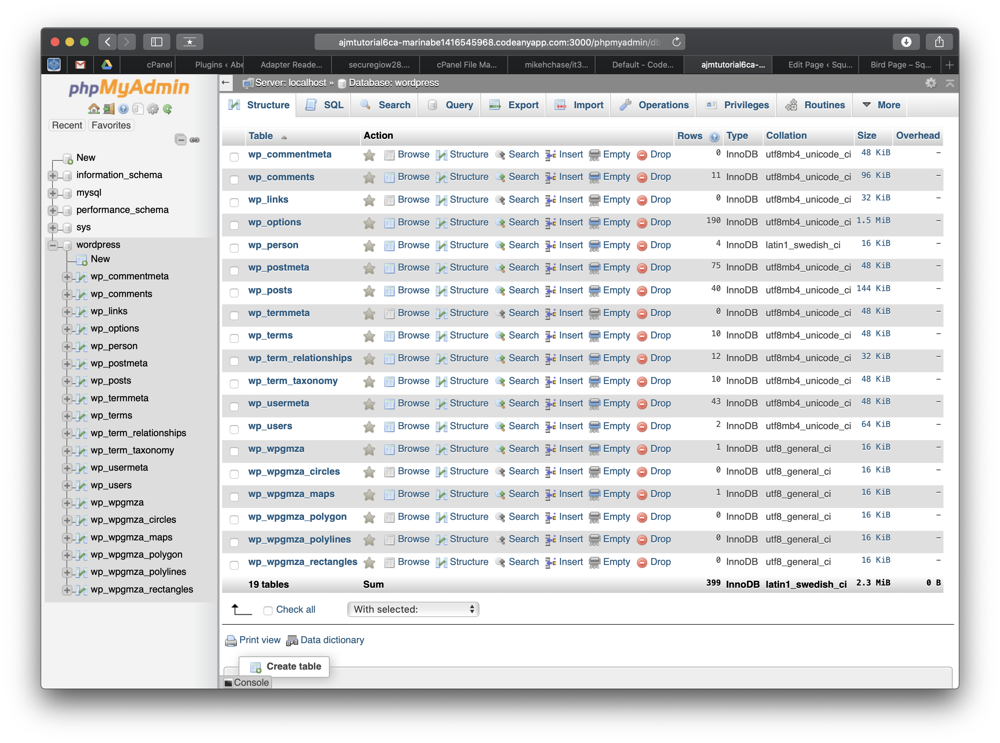 ajmtutorial6ca-marinabe1416545968.codeanyapp.com:3000/phpmyadmin/db
cPanel Plugins ‹ Abe Adapter Reade... securegiow28.... cPanel File Ma... mikehchase/it3... Default - Code... ajmtutorial6ca-... Edit Page ‹ Squ... Bird Page – Sq...
phpMyAdmin
Recent Favorites
New
information_schema
mysql
performance_schema
sys
wordpress
New
wp_commentmeta
wp_comments
wp_links
wp_options
wp_person
wp_postmeta
wp_posts
wp_termmeta
wp_terms
wp_term_relationships
wp_term_taxonomy
wp_usermeta
wp_users
wp_wpgmza
wp_wpgmza_circles
wp_wpgmza_maps
wp_wpgmza_polygon
wp_wpgmza_polylines
wp_wpgmza_rectangles
Server: localhost » Database: wordpress
Structure SQL Search Query Export Import Operations Privileges Routines More
Table Action Rows Type Collation Size Overhead
wp_commentmeta Browse Structure Search Insert Empty Drop 0 InnoDB utf8mb4_unicode_ci 48 KiB –
wp_comments Browse Structure Search Insert Empty Drop 11 InnoDB utf8mb4_unicode_ci 96 KiB –
wp_links Browse Structure Search Insert Empty Drop 0 InnoDB utf8mb4_unicode_ci 32 KiB –
wp_options Browse Structure Search Insert Empty Drop 190 InnoDB utf8mb4_unicode_ci 1.5 MiB –
wp_person Browse Structure Search Insert Empty Drop 4 InnoDB latin1_swedish_ci 16 KiB –
wp_postmeta Browse Structure Search Insert Empty Drop 75 InnoDB utf8mb4_unicode_ci 48 KiB –
wp_posts Browse Structure Search Insert Empty Drop 40 InnoDB utf8mb4_unicode_ci 144 KiB –
wp_termmeta Browse Structure Search Insert Empty Drop 0 InnoDB utf8mb4_unicode_ci 48 KiB –
wp_terms Browse Structure Search Insert Empty Drop 10 InnoDB utf8mb4_unicode_ci 48 KiB –
wp_term_relationships Browse Structure Search Insert Empty Drop 12 InnoDB utf8mb4_unicode_ci 32 KiB –
wp_term_taxonomy Browse Structure Search Insert Empty Drop 10 InnoDB utf8mb4_unicode_ci 48 KiB –
wp_usermeta Browse Structure Search Insert Empty Drop 43 InnoDB utf8mb4_unicode_ci 48 KiB –
wp_users Browse Structure Search Insert Empty Drop 2 InnoDB utf8mb4_unicode_ci 64 KiB –
wp_wpgmza Browse Structure Search Insert Empty Drop 1 InnoDB utf8_general_ci 16 KiB –
wp_wpgmza_circles Browse Structure Search Insert Empty Drop 0 InnoDB utf8_general_ci 16 KiB –
wp_wpgmza_maps Browse Structure Search Insert Empty Drop 1 InnoDB utf8_general_ci 16 KiB –
wp_wpgmza_polygon Browse Structure Search Insert Empty Drop 0 InnoDB utf8_general_ci 16 KiB –
wp_wpgmza_polylines Browse Structure Search Insert Empty Drop 0 InnoDB utf8_general_ci 16 KiB –
wp_wpgmza_rectangles Browse Structure Search Insert Empty Drop 0 InnoDB utf8_general_ci 16 KiB –
19 tables Sum 399 InnoDB latin1_swedish_ci 2.3 MiB 0 B
Check all With selected:
Print view Data dictionary
Create table
Console